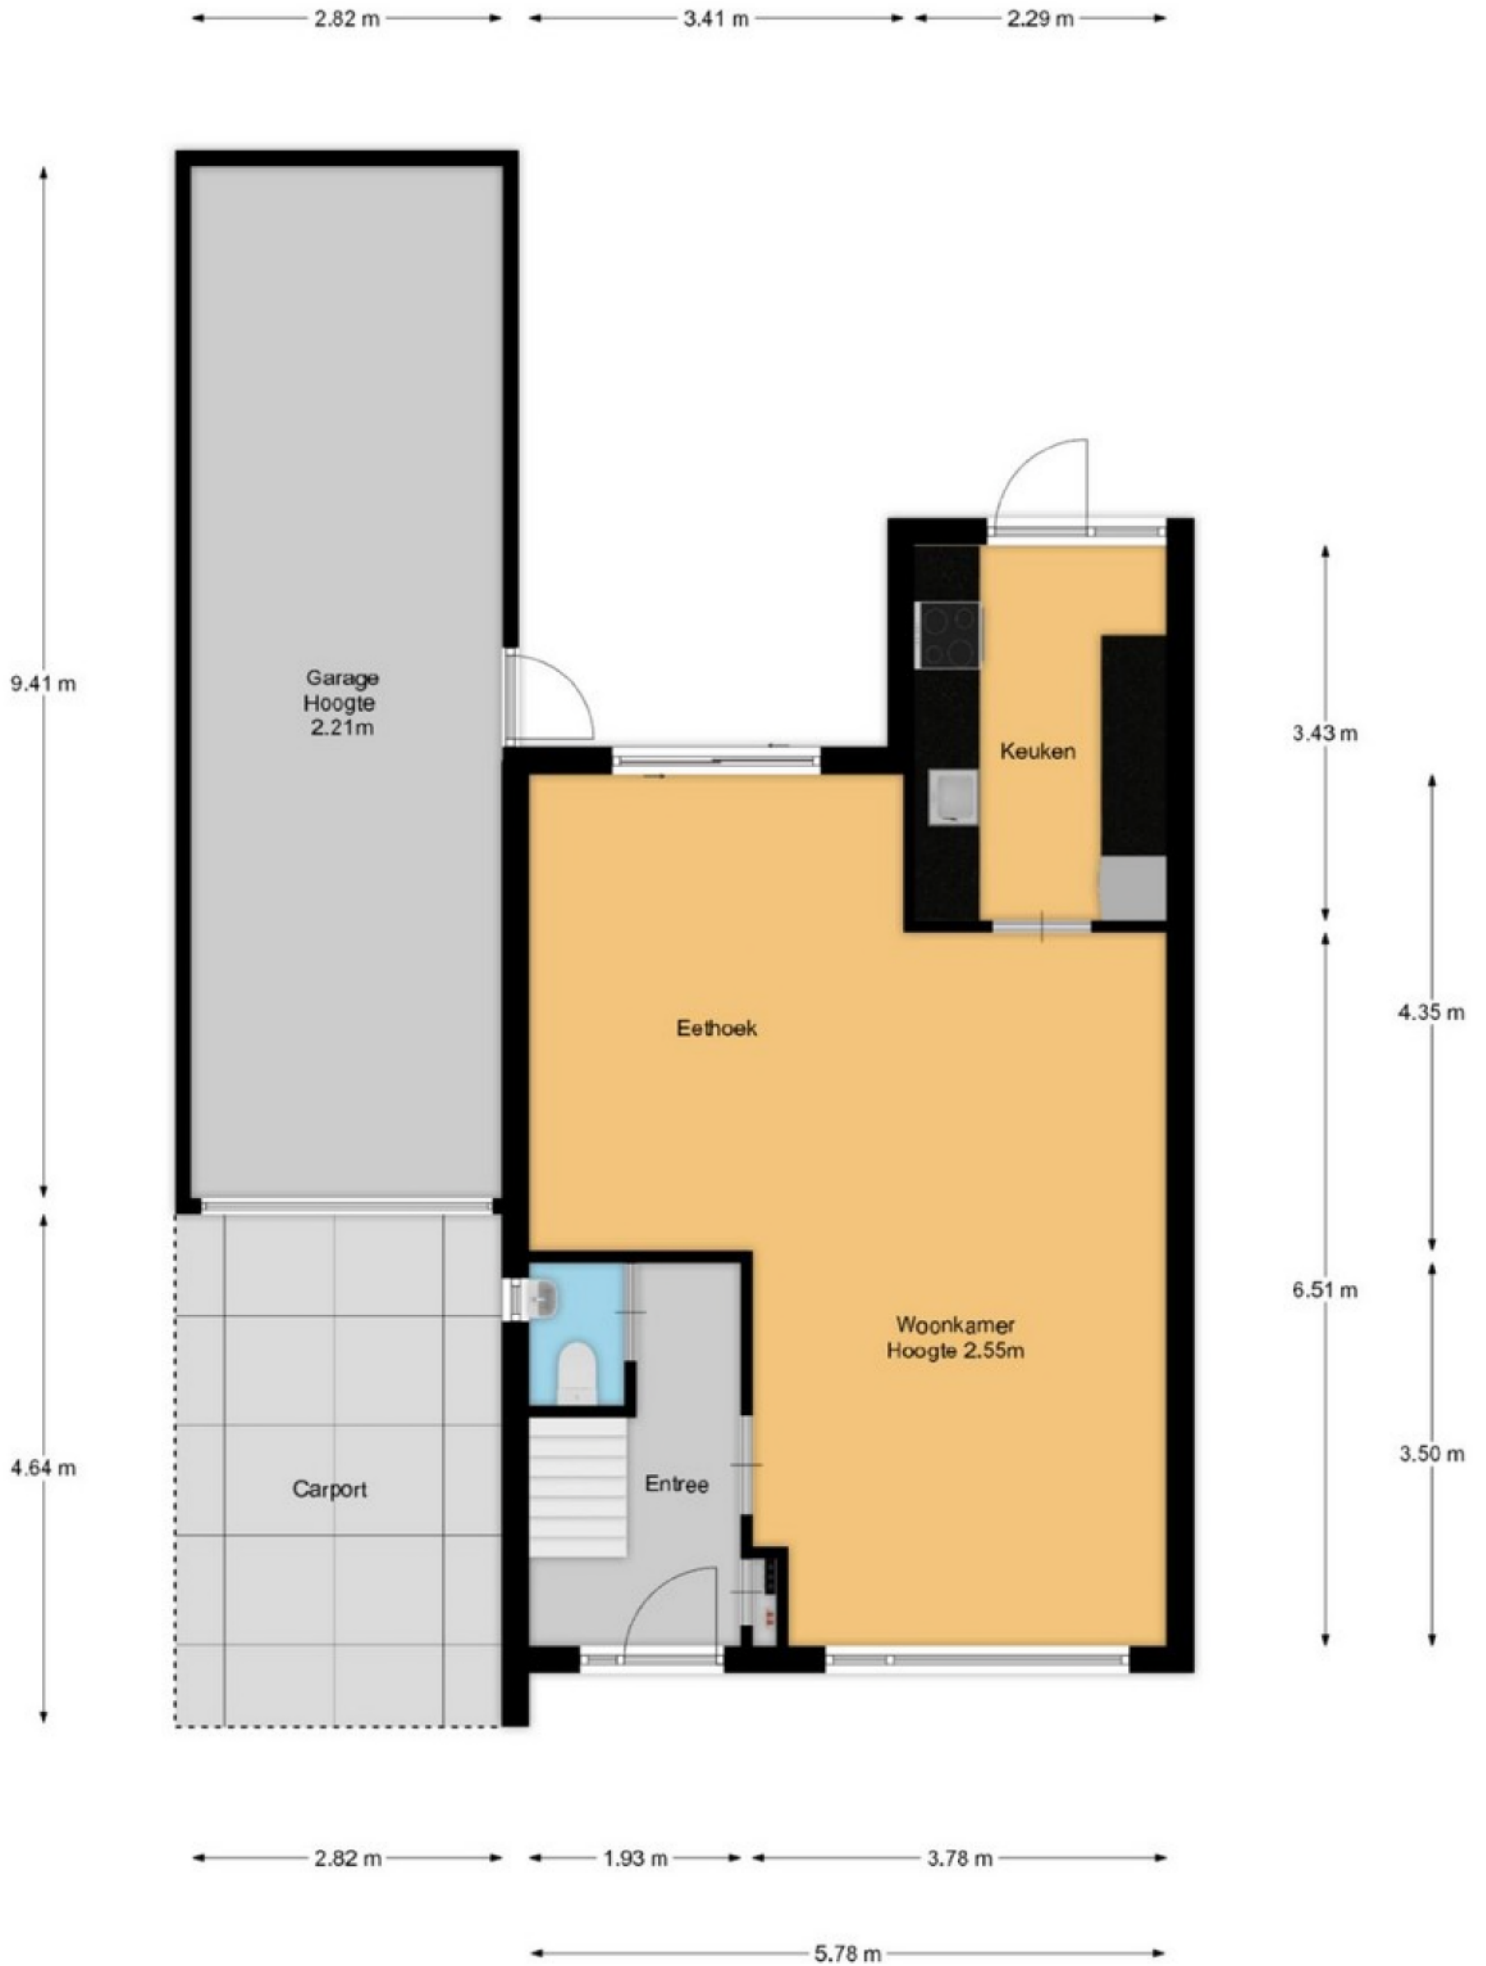 2.82 m
3.41 m
2.29 m
9.41 m
Garage
Hoogte
2.21m
3.43 m
Keuken
4.35 m
Eethoek
6.51 m
Woonkamer
Hoogte 2.55m
3.50 m
4.64 m
Carport
Entree
2.82 m
1.93 m
3.78 m
5.78 m